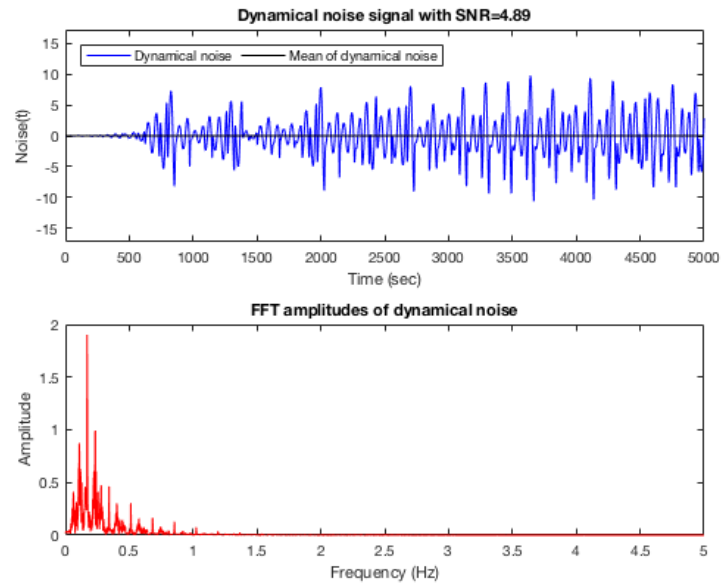 Dynamical noise signal with SNR=4.89
Dynamical noise
Mean of dynamical noise
Noise(t)
15
10
5
0
-5
-10
-15
0 500 1000 1500 2000 2500 3000 3500 4000 4500 5000
Time (sec)
FFT amplitudes of dynamical noise
Amplitude
2
1.5
1
0.5
0
0 0.5 1 1.5 2 2.5 3 3.5 4 4.5 5
Frequency (Hz)